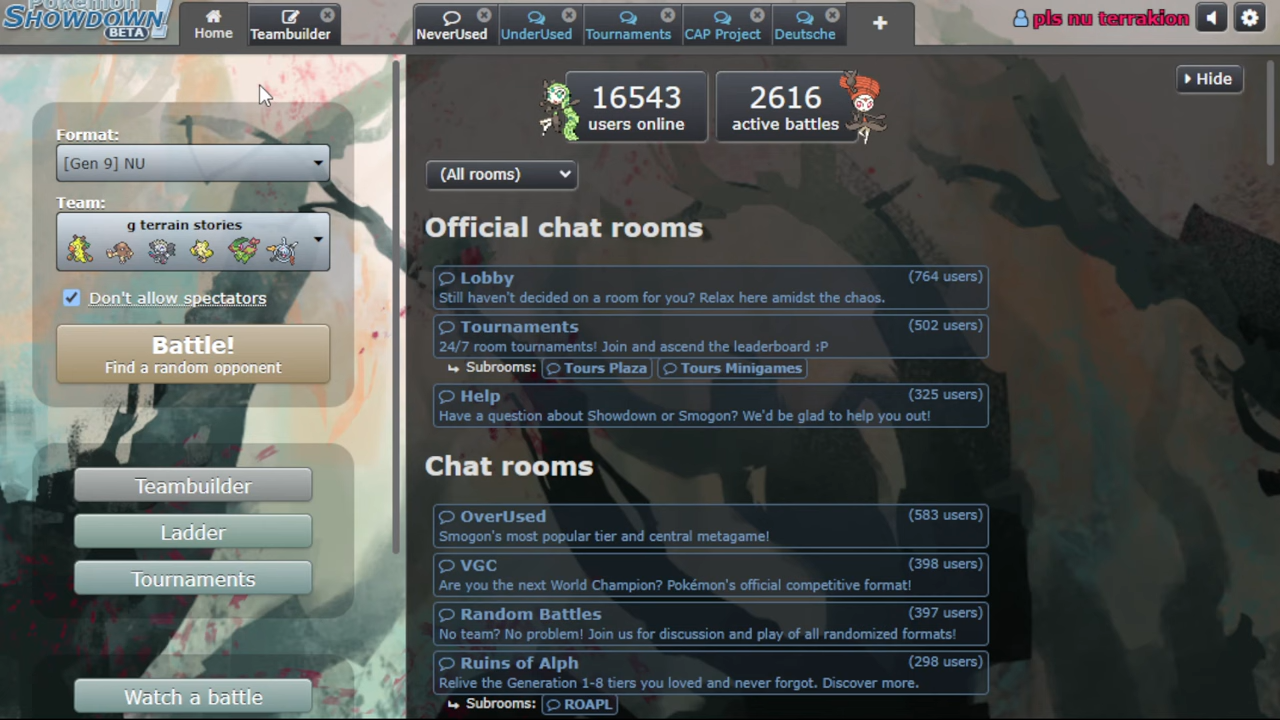 Pokémon
SHOWDOWN!
BETA
Home
Teambuilder
NeverUsed
UnderUsed
Tournaments
CAP Project
Deutsche
pls nu terrakion
Format:
[Gen 9] NU
Team:
g terrain stories
Don't allow spectators
Battle!
Find a random opponent
Teambuilder
Ladder
Tournaments
Watch a battle
16543
users online
2616
active battles
Hide
(All rooms)
Official chat rooms
Lobby (764 users)
Still haven't decided on a room for you? Relax here amidst the chaos.
Tournaments (502 users)
24/7 room tournaments! Join and ascend the leaderboard :P
Subrooms: Tours Plaza Tours Minigames
Help (325 users)
Have a question about Showdown or Smogon? We'd be glad to help you out!
Chat rooms
OverUsed (583 users)
Smogon's most popular tier and central metagame!
VGC (398 users)
Are you the next World Champion? Pokémon's official competitive format!
Random Battles (397 users)
No team? No problem! Join us for discussion and play of all randomized formats!
Ruins of Alph (298 users)
Relive the Generation 1-8 tiers you loved and never forgot. Discover more.
Subrooms: ROAPL